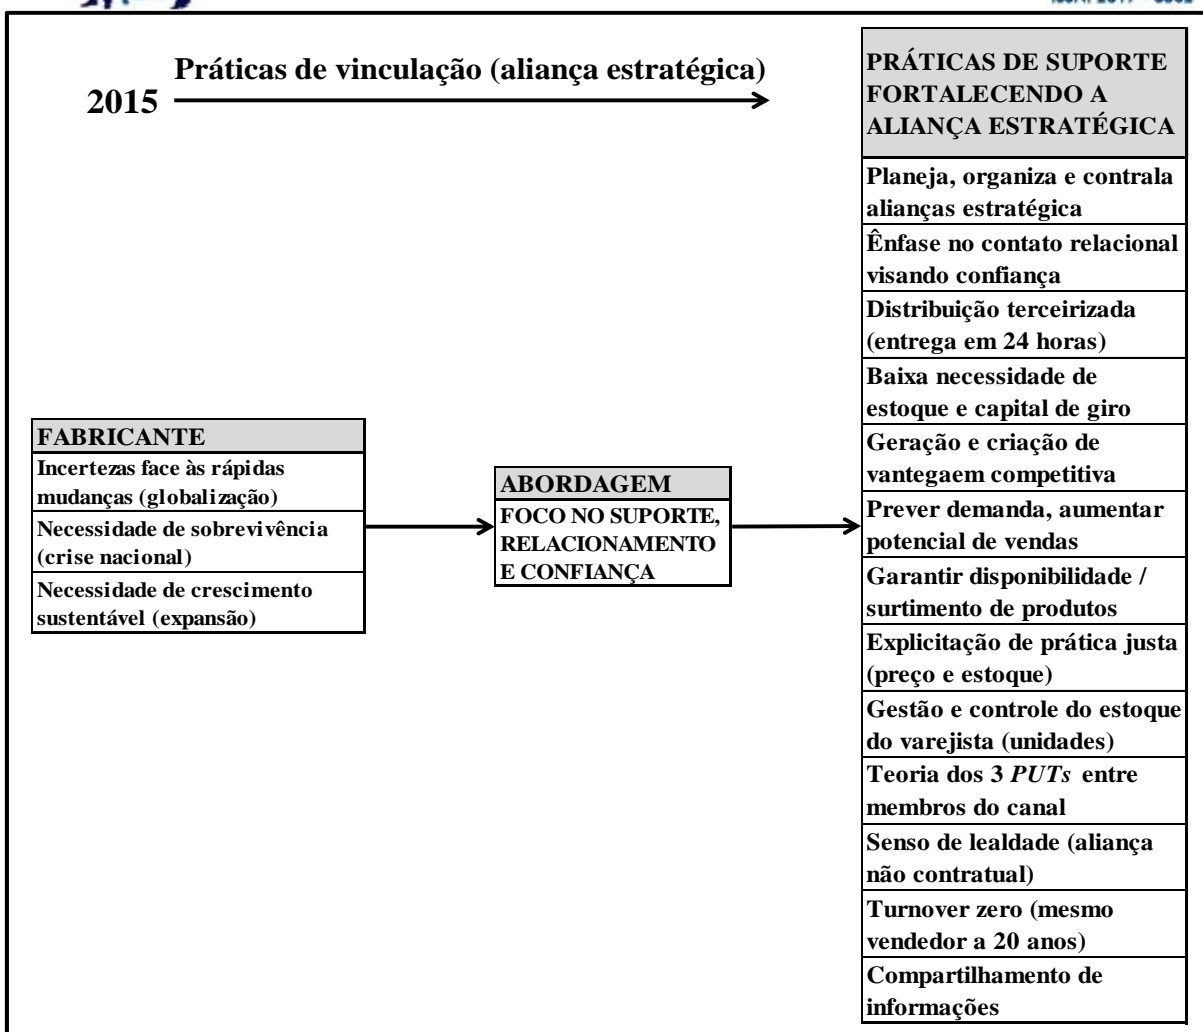 Práticas de vinculação (aliança estratégica)
2015
FABRICANTE
Incertezas face às rápidas
mudanças (globalização)
Necessidade de sobrevivência
(crise nacional)
Necessidade de crescimento
sustentável (expansão)
ABORDAGEM
FOCO NO SUPORTE,
RELACIONAMENTO
E CONFIANÇA
PRÁTICAS DE SUPORTE
FORTALECENDO A
ALIANÇA ESTRATÉGICA
Planeja, organiza e contrala
alianças estratégica
Ênfase no contato relacional
visando confiança
Distribuição terceirizada
(entrega em 24 horas)
Baixa necessidade de
estoque e capital de giro
Geração e criação de
vantegaem competitiva
Prever demanda, aumentar
potencial de vendas
Garantir disponibilidade /
surtimento de produtos
Explicitação de prática justa
(preço e estoque)
Gestão e controle do estoque
do varejista (unidades)
Teoria dos 3 PUTs entre
membros do canal
Senso de lealdade (aliança
não contratual)
Turnover zero (mesmo
vendedor a 20 anos)
Compartilhamento de
informações